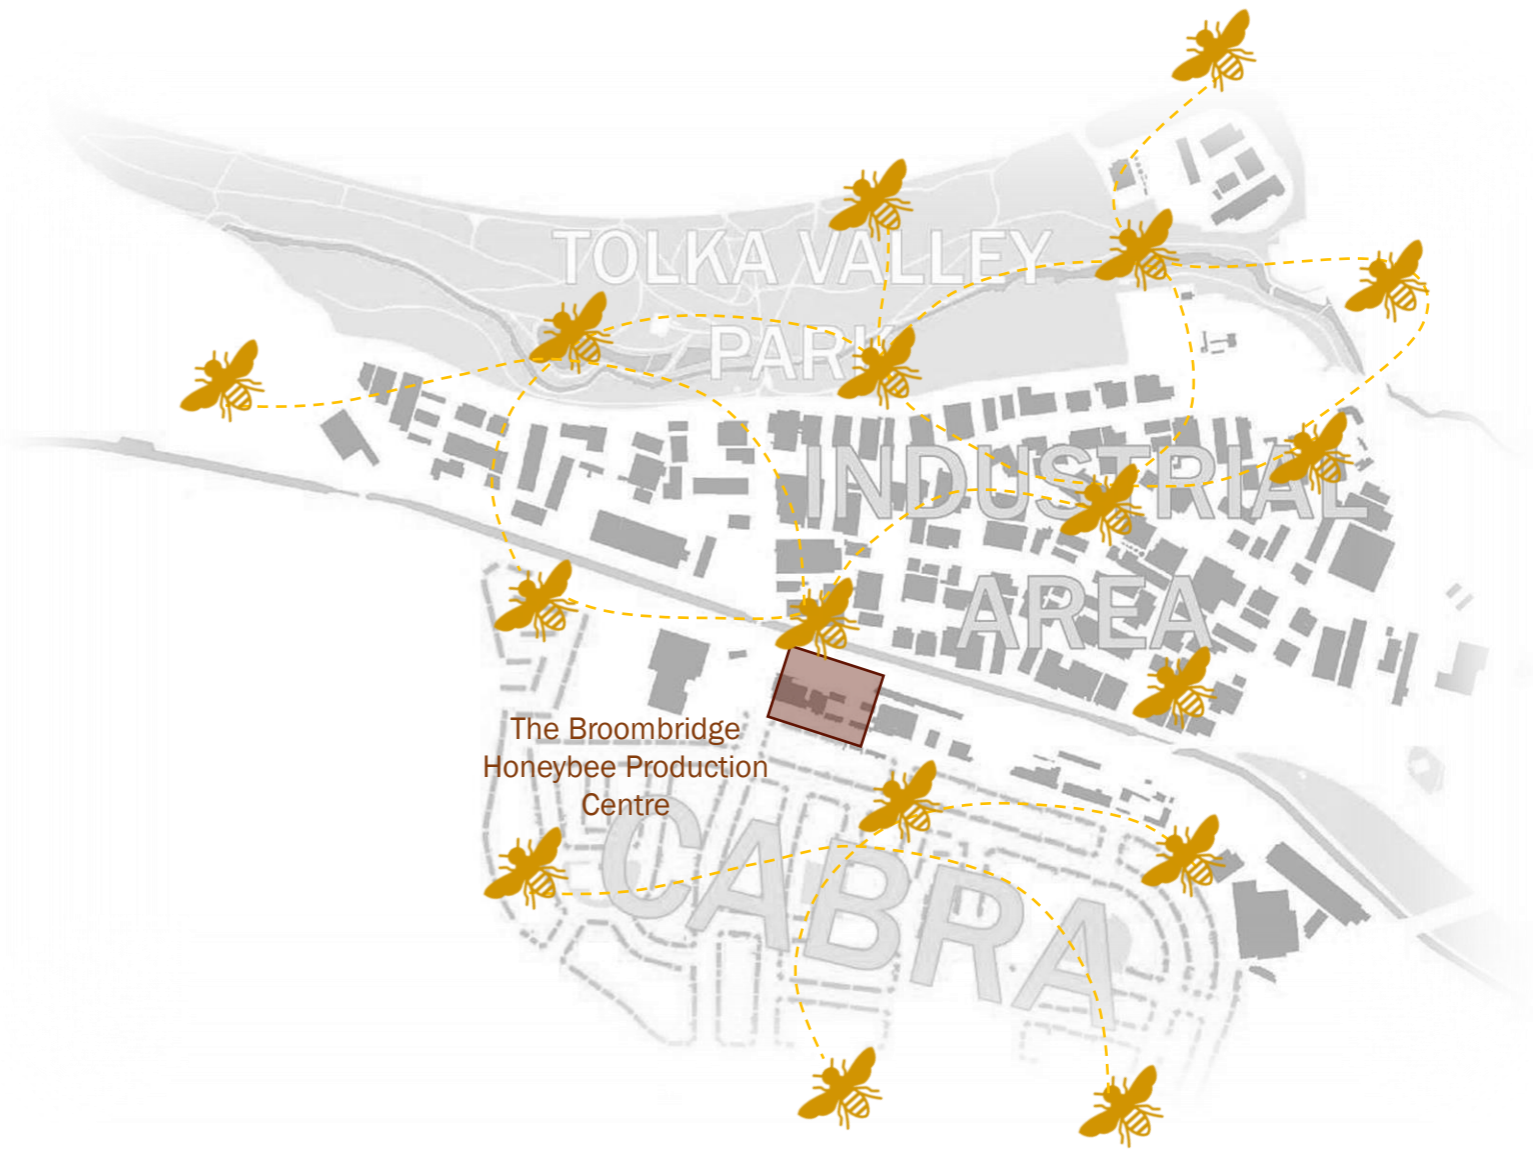 TOLKA VALLEY
PARK
INDUSTRIAL
AREA
The Broombridge
Honeybee Production
Centre
CABRA